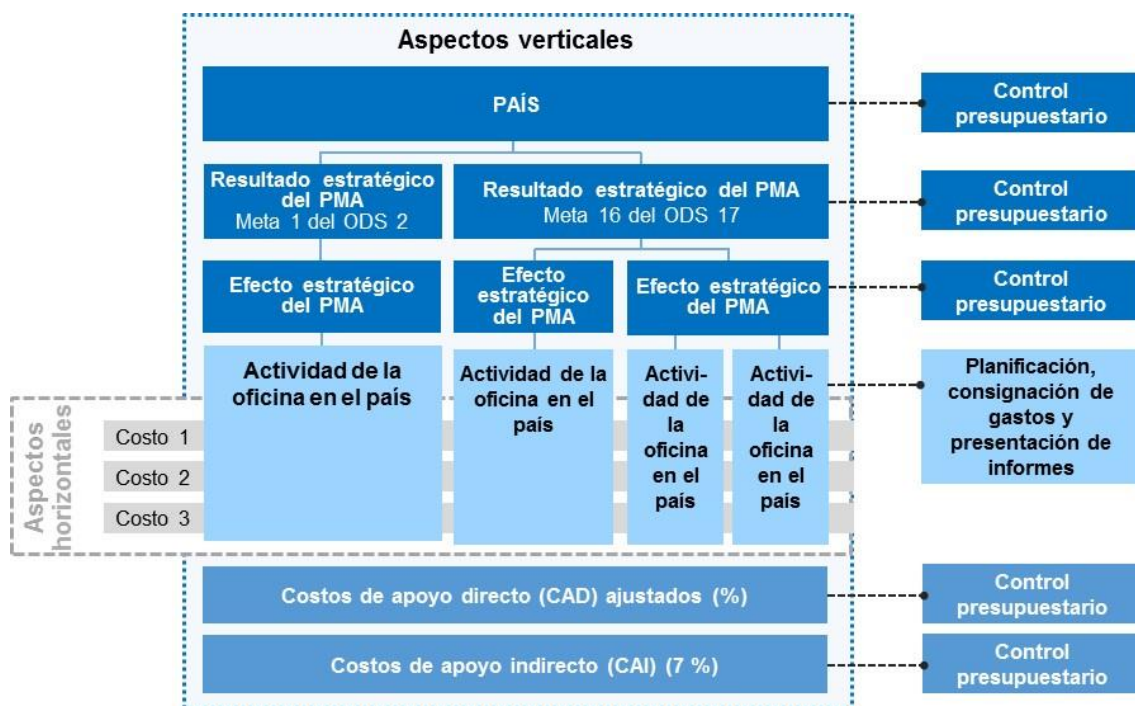 Aspectos verticales
PAÍS
Control
presupuestario
Resultado estratégico
del PMA
Meta 1 del ODS 2
Resultado estratégico del PMA
Meta 16 del ODS 17
Control
presupuestario
Efecto estratégico
del PMA
Efecto
estratégico
del PMA
Efecto estratégico
del PMA
Control
presupuestario
Actividad de la
oficina en el país
Actividad de la
oficina en el
país
Activi-
dad de
la
oficina
en el
país
Activi-
dad de
la
oficina
en el
país
Planificación,
consignación de
gastos y
presentación de
informes
Aspectos
horizontales
Costo 1
Costo 2
Costo 3
Costos de apoyo directo (CAD) ajustados (%)
Control
presupuestario
Costos de apoyo indirecto (CAI) (7 %)
Control
presupuestario